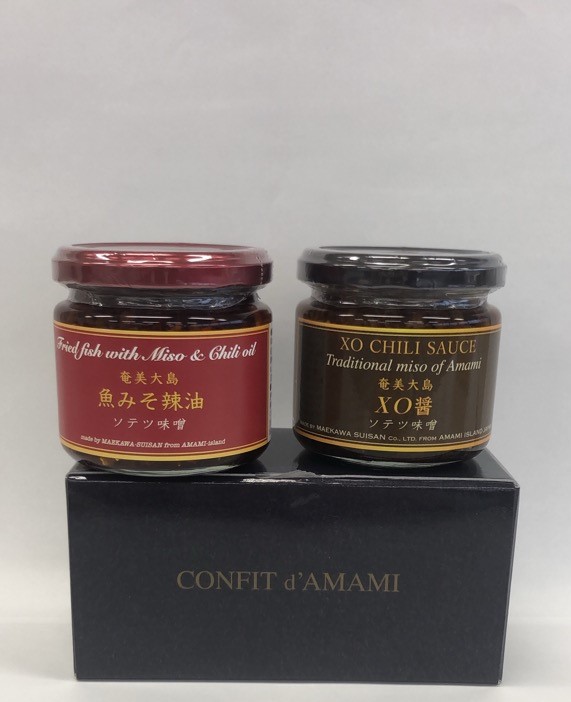 Fried fish with Miso & Chili oil
奄美大島
魚みそ辣油
ソテツ味噌
made by MAEKAWA-SUISAN from AMAMI-island
XO CHILI SAUCE
Traditional miso of Amami
奄美大島
XO醤
ソテツ味噌
MADE BY MAEKAWA SUISAN CO., LTD. FROM AMAMI ISLAND
CONFIT d'AMAMI